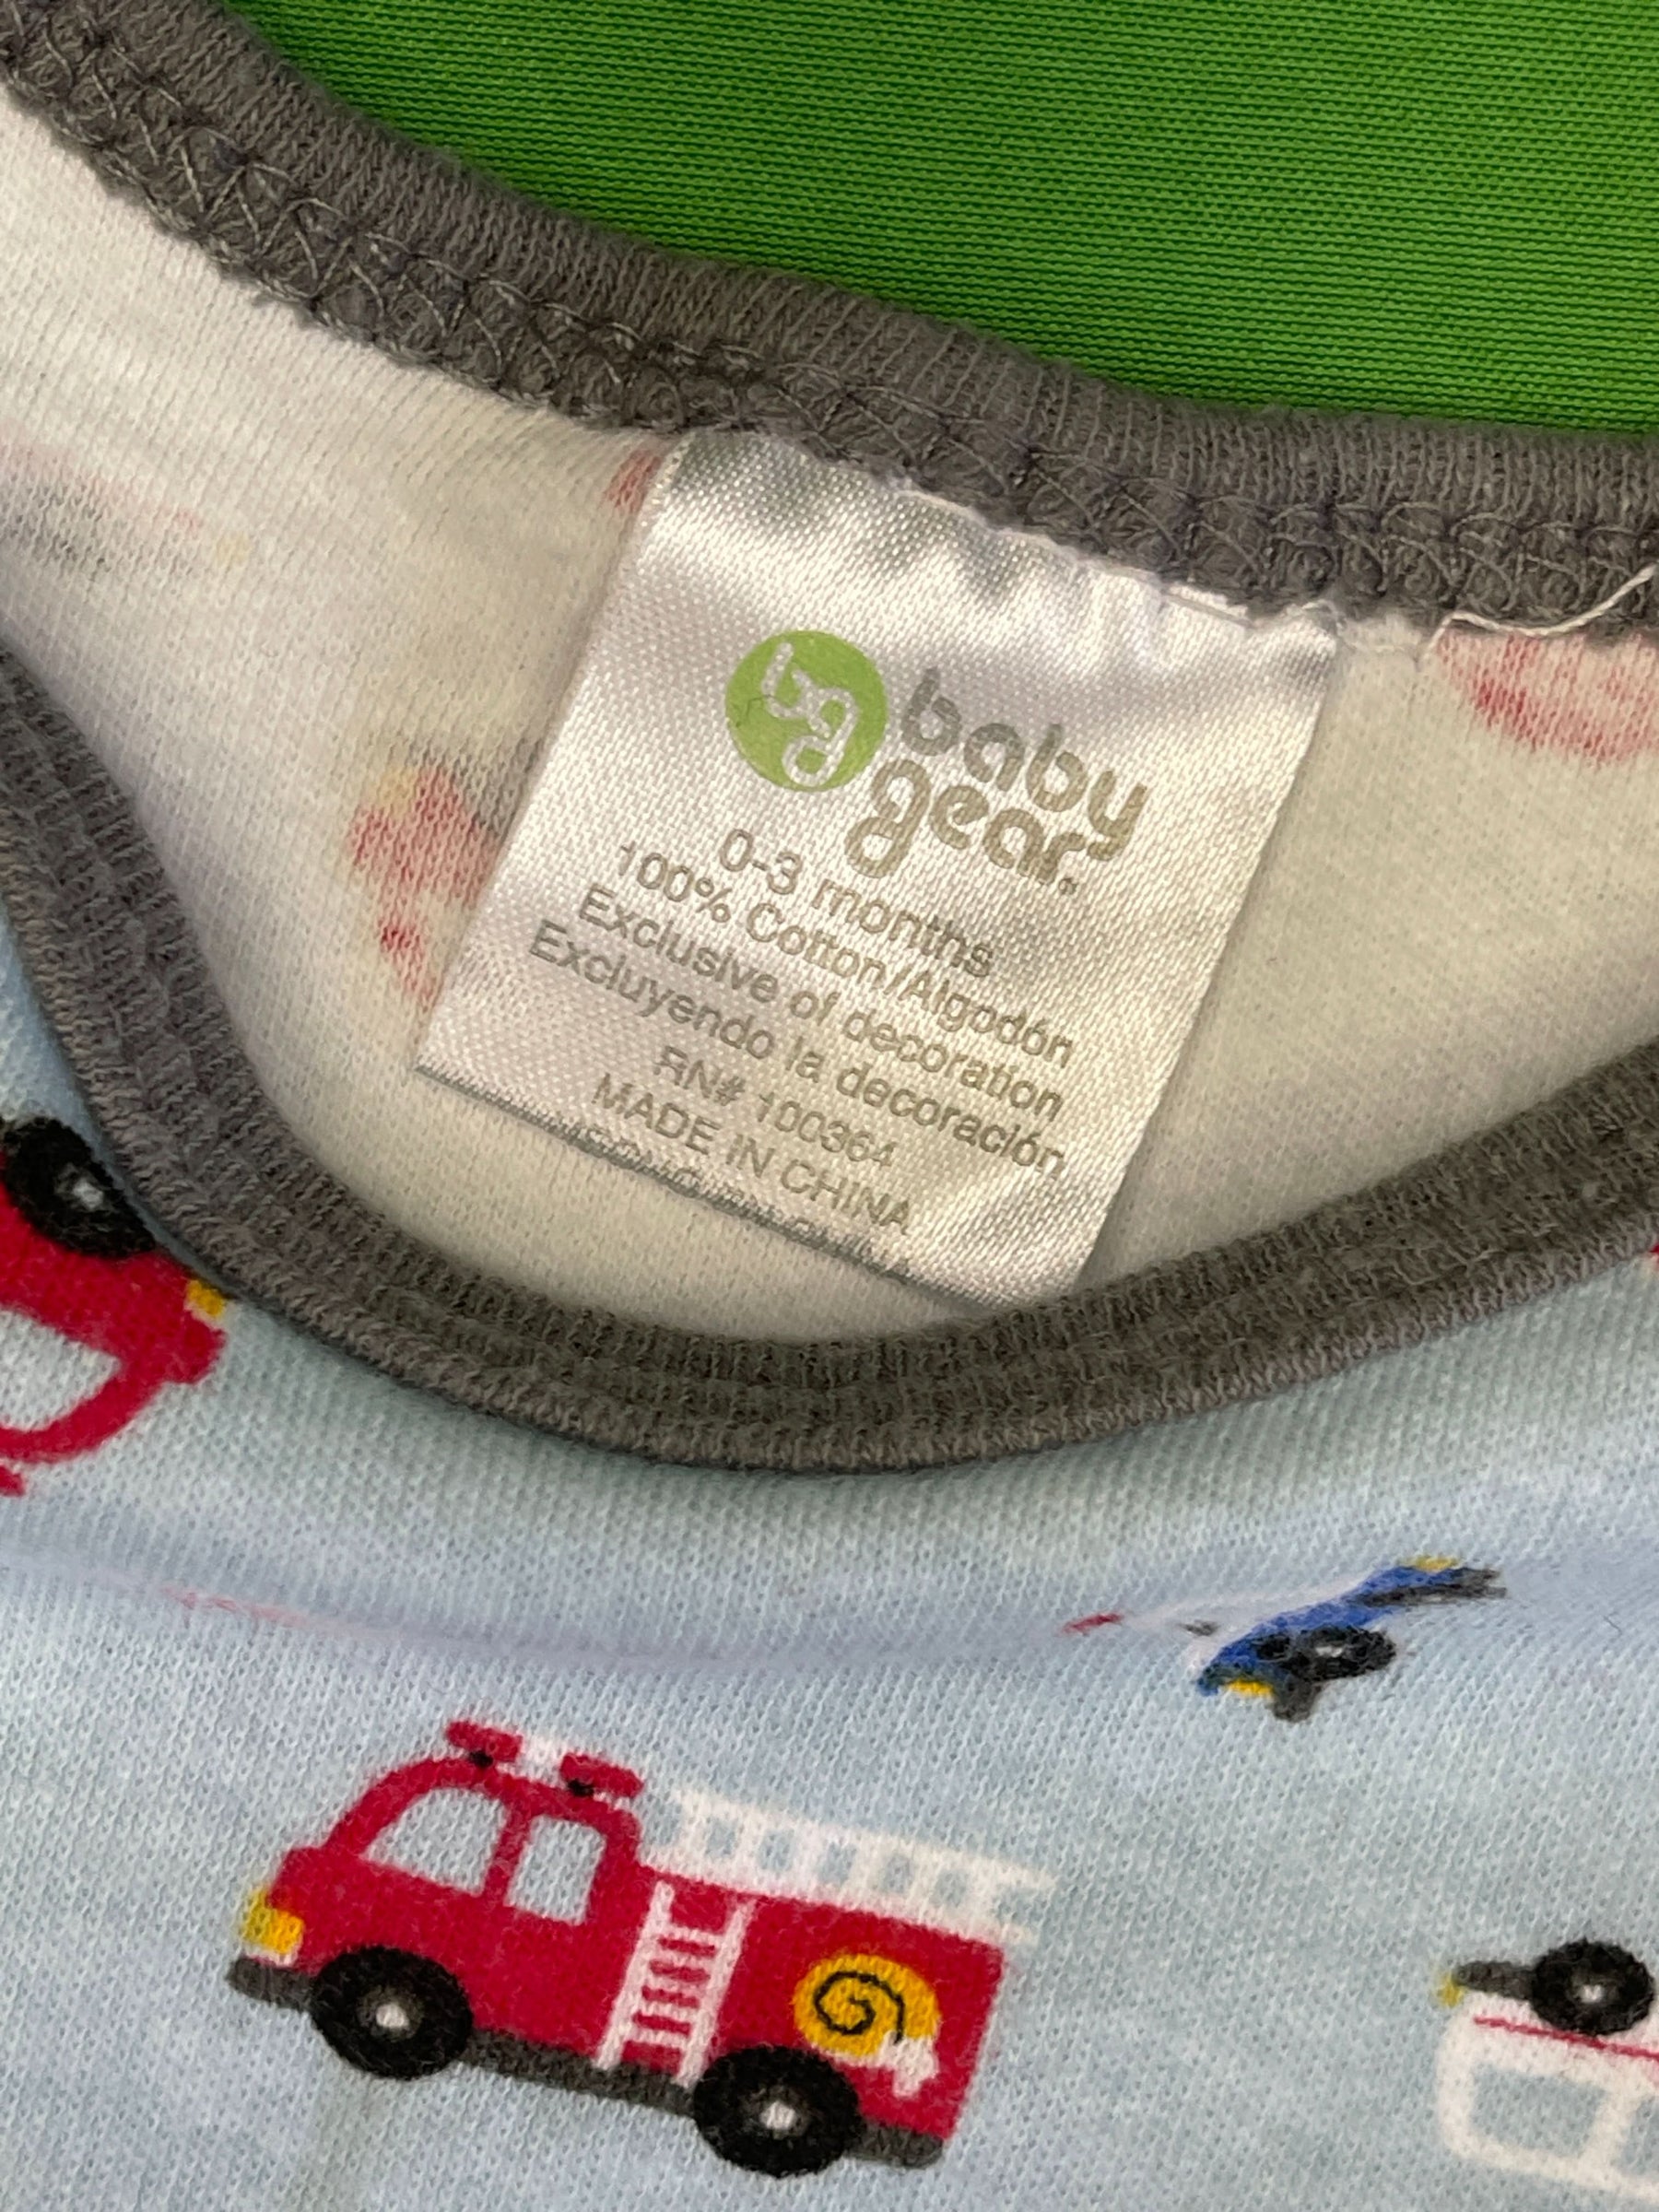 bg baby
gear®
0-3 months
100% Cotton/Algodón
Exclusive of decoration
Excluyendo la decoración
RN# 100364
MADE IN CHINA